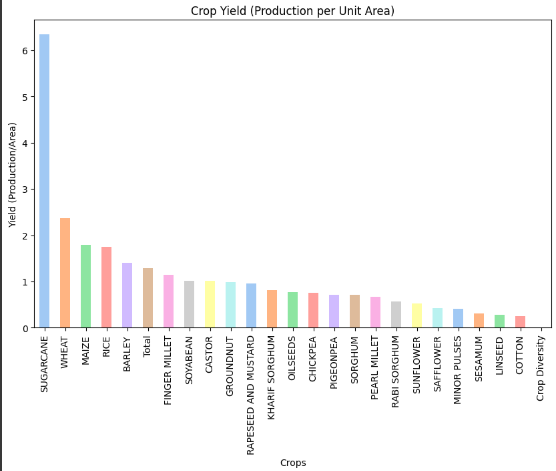 Crop Yield (Production per Unit Area)
Yield (Production/Area)
6
5
4
3
2
1
0
SUGARCANE
WHEAT
MAIZE
RICE
BARLEY
Total
FINGER MILLET
SOYABEAN
CASTOR
GROUNDNUT
RAPESEED AND MUSTARD
KHARIF SORGHUM
OILSEEDS
CHICKPEA
PIGEONPEA
SORGHUM
PEARL MILLET
RABI SORGHUM
SUNFLOWER
SAFFLOWER
MINOR PULSES
SESAMUM
LINSEED
COTTON
Crop Diversity
Crops